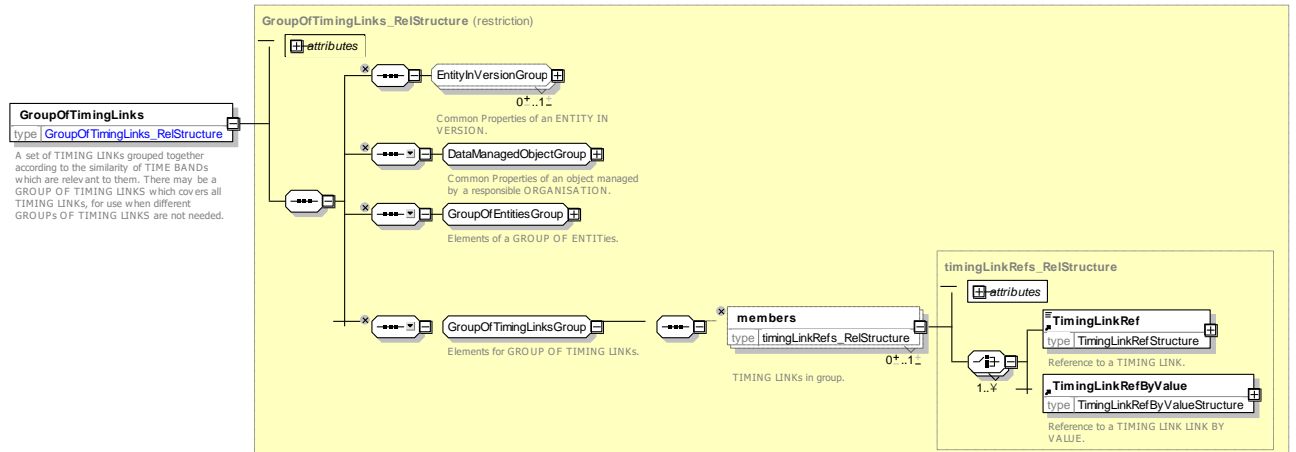 GroupOfTimingLinks_RelStructure (restriction)
attributes
EntityInVersionGroup
0..1
Common Properties of an ENTITY IN
VERSION.
GroupOfTimingLinks
type GroupOfTimingLinks_RelStructure
A set of TIMING LINKs grouped together
according to the similarity of TIME BANDs
which are relevant to them. There may be a
GROUP OF TIMING LINKS which covers all
TIMING LINKs, for use when different
GROUPs OF TIMING LINKS are not needed.
DataManagedObjectGroup
Common Properties of an object managed
by a responsible ORGANISATION.
GroupOfEntitiesGroup
Elements of a GROUP OF ENTITies.
GroupOfTimingLinksGroup
Elements for GROUP OF TIMING LINKs.
members
type timingLinkRefs_RelStructure
0..1
TIMING LINKs in group.
timingLinkRefs_RelStructure
attributes
TimingLinkRef
type TimingLinkRefStructure
Reference to a TIMING LINK.
1..¥
TimingLinkRefByValue
type TimingLinkRefByValueStructure
Reference to a TIMING LINK LINK BY
VALUE.